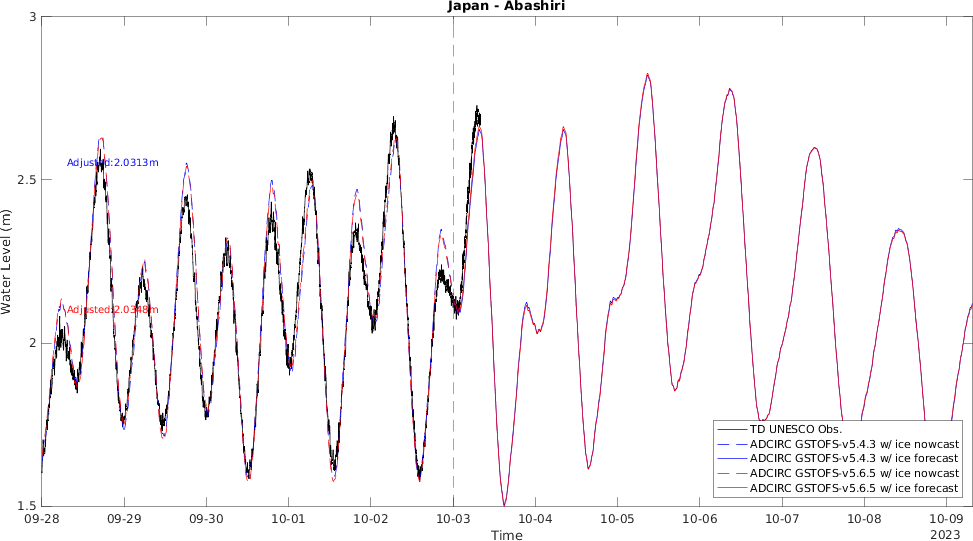 Japan - Abashiri
3
2.5
2
1.5
Water Level (m)
Adjusted:2.0313m
Adjusted:2.0348m
TD UNESCO Obs.
ADCIRC GSTOFS-v5.4.3 w/ ice nowcast
ADCIRC GSTOFS-v5.4.3 w/ ice forecast
ADCIRC GSTOFS-v5.6.5 w/ ice nowcast
ADCIRC GSTOFS-v5.6.5 w/ ice forecast
09-28 09-29 09-30 10-01 10-02 10-03 10-04 10-05 10-06 10-07 10-08 10-09
2023
Time